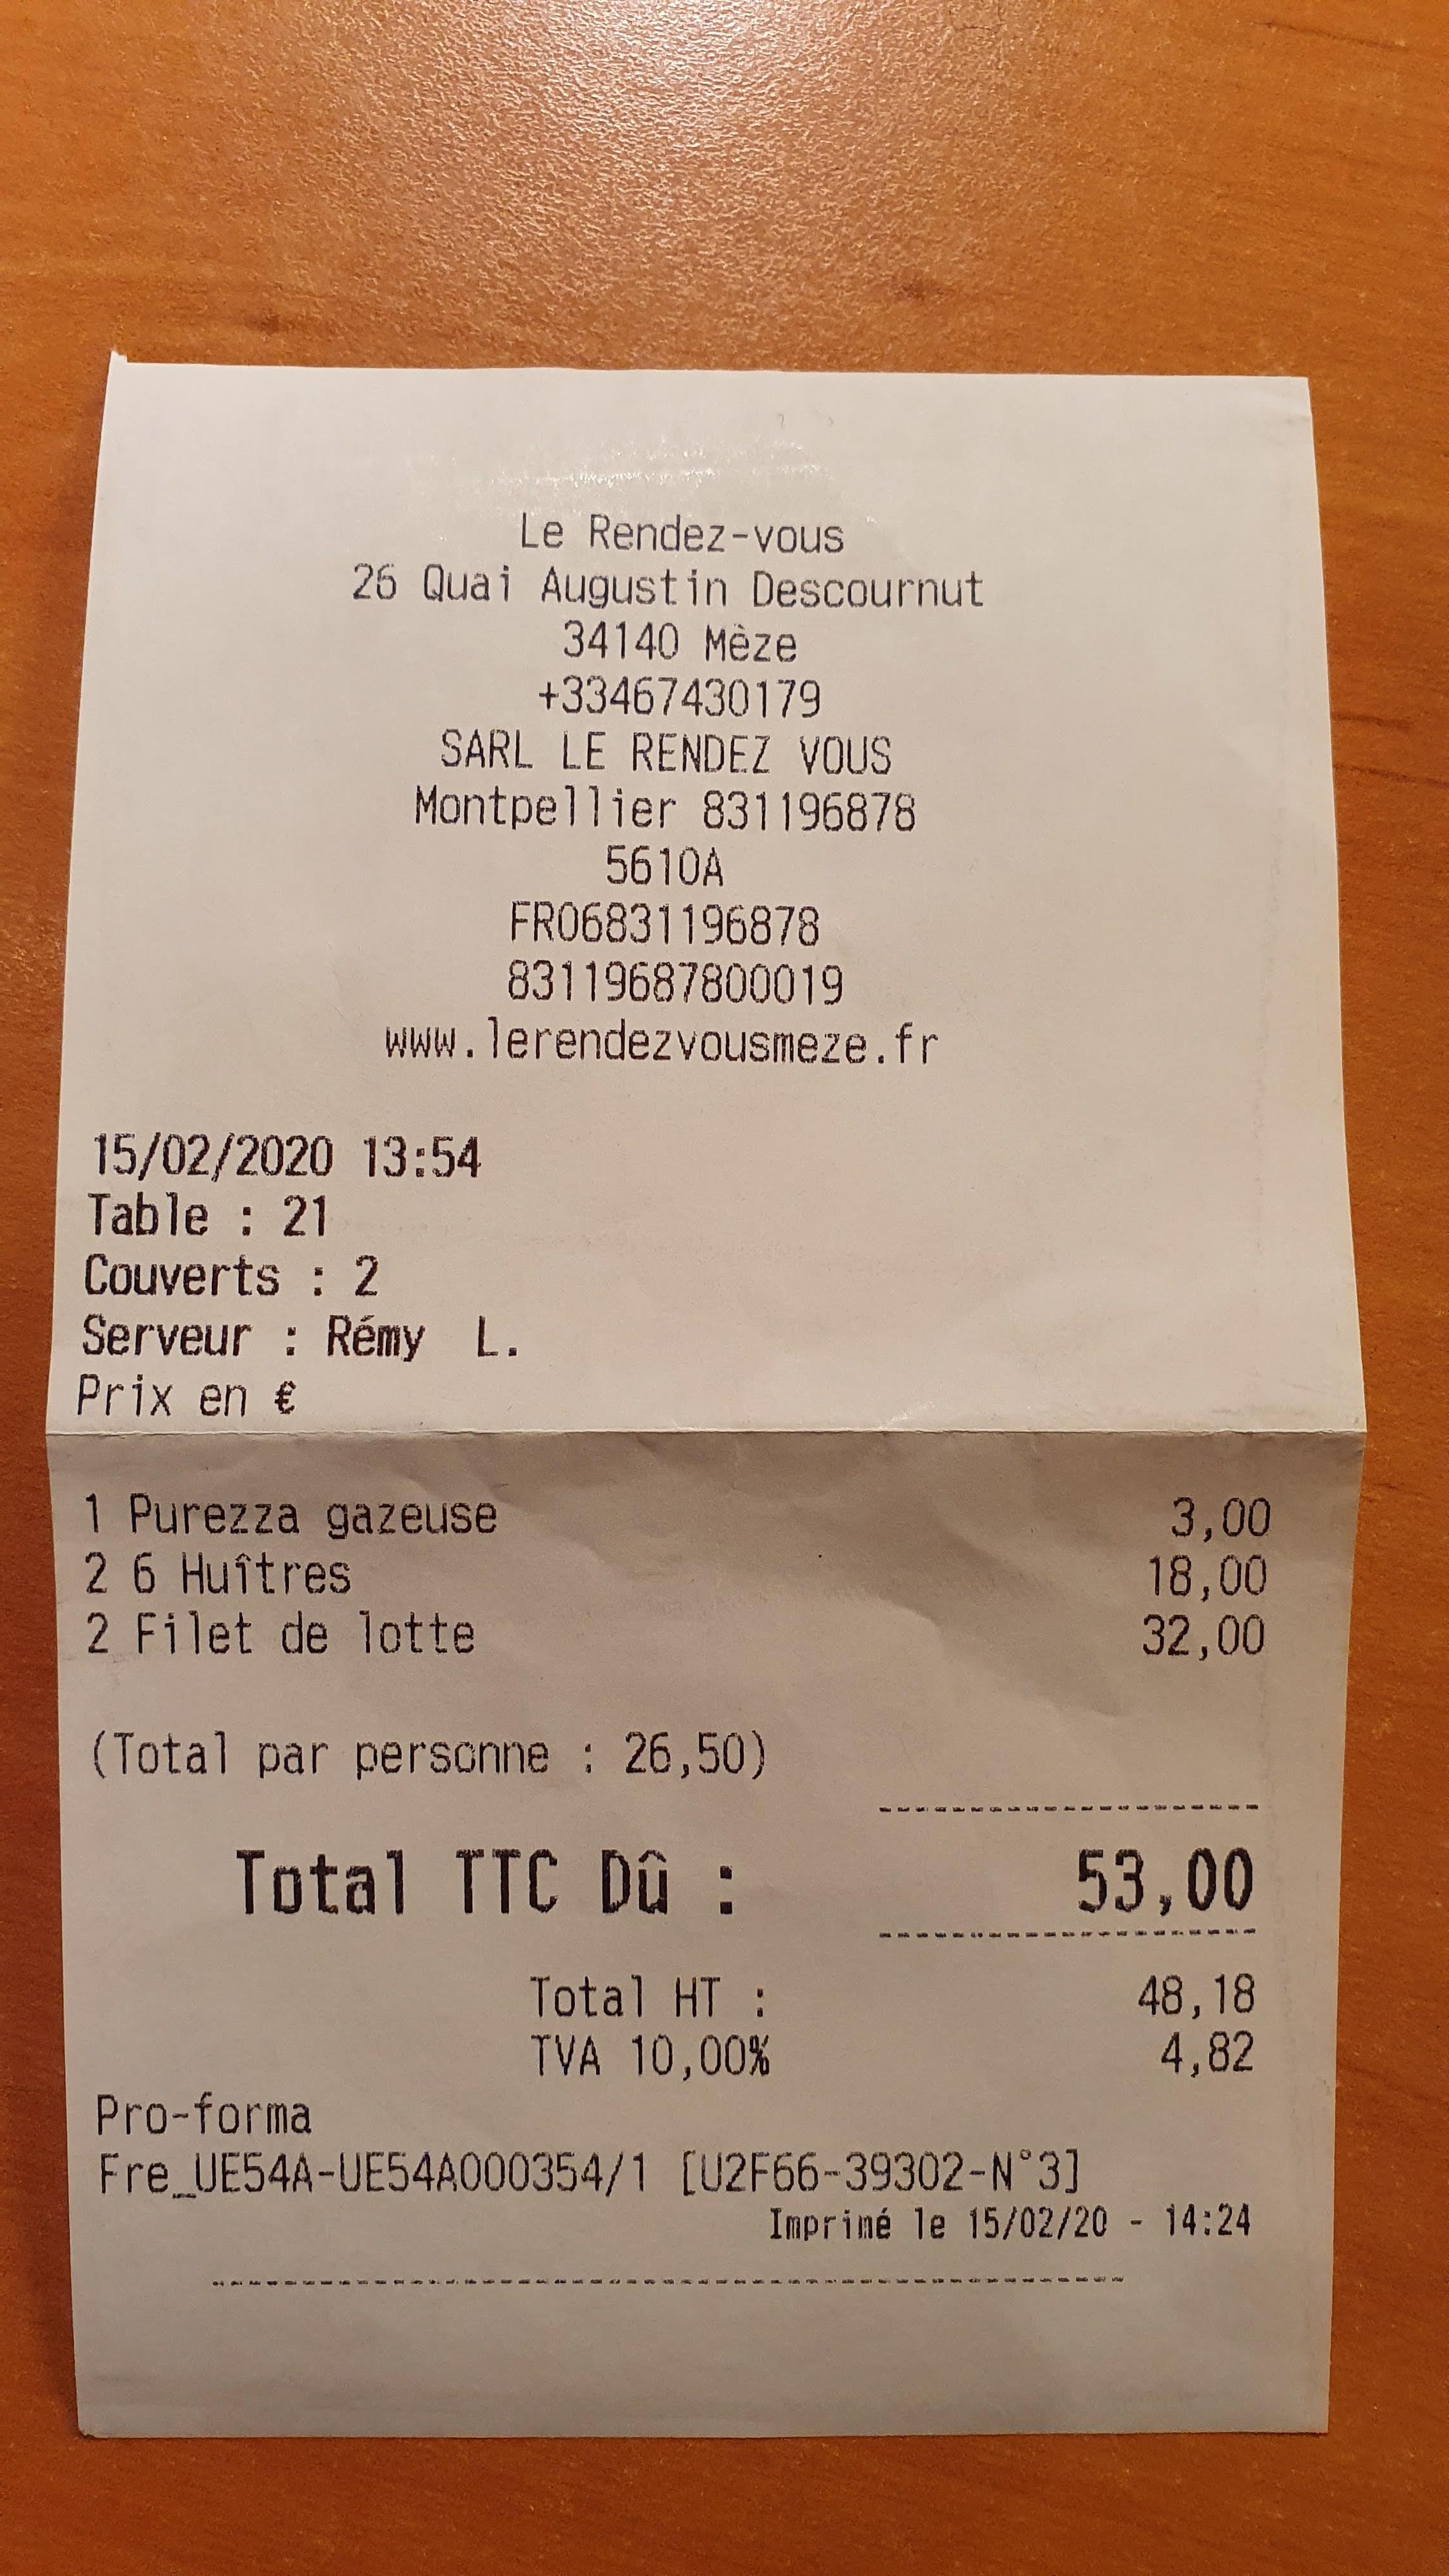 Le Rendez-vous
26 Quai Augustin Descournut
34140 Mèze
+33467430179
SARL LE RENDEZ VOUS
Montpellier 831196878
5610A
FR06831196878
83119687800019
www.lerendezvousmeze.fr
15/02/2020 13:54
Table : 21
Couverts : 2
Serveur : Rémy L.
Prix en €
1 Purezza gazeuse 3,00
2 6 Huîtres 18,00
2 Filet de lotte 32,00
(Total par personne : 26,50)
Total TTC Dû : 53,00
Total HT : 48,18
TVA 10,00% 4,82
Pro-forma
Fre_UE54A-UE54A000354/1 [U2F66-39302-N°3]
Imprimé le 15/02/20 - 14:24